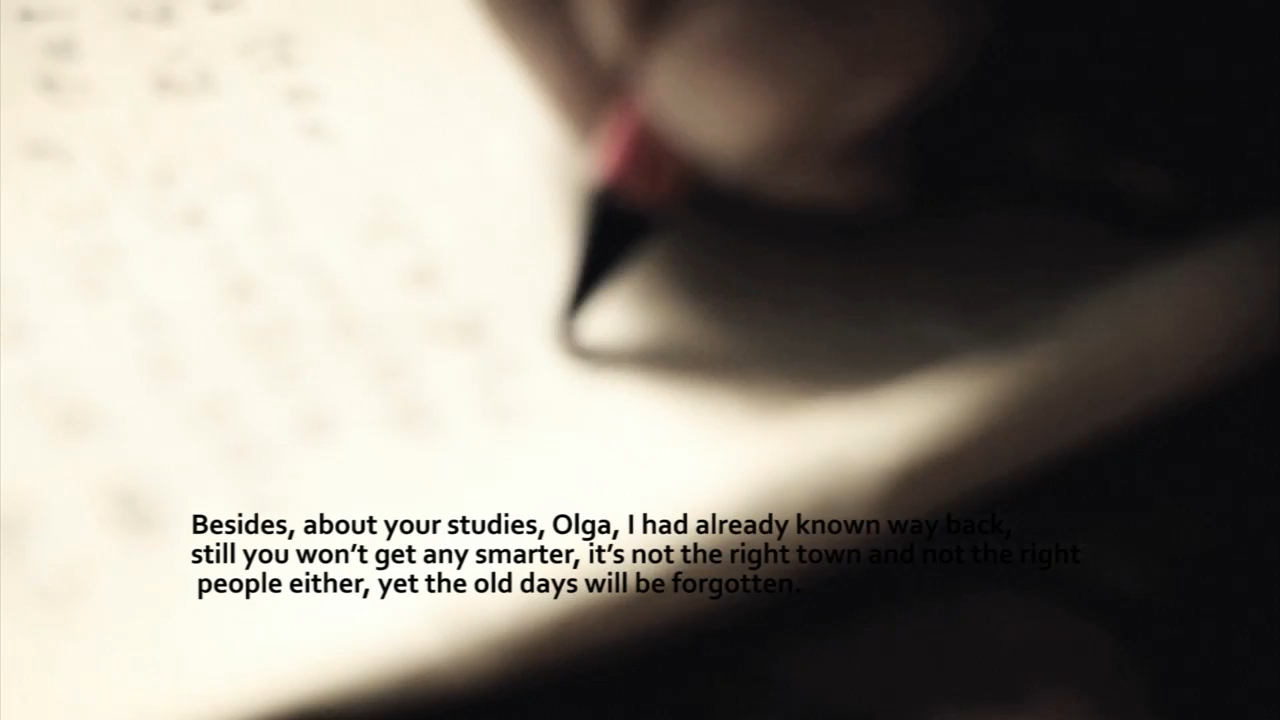 Besides, about your studies, Olga, I had already known way back,
still you won't get any smarter, it's not the right town and not the right
people either, yet the old days will be forgotten.